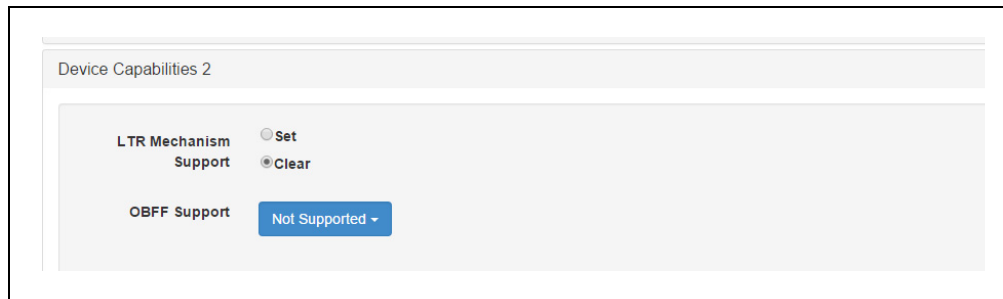 Device Capabilities 2
LTR Mechanism
Support
Set
Clear
OBFF Support
Not Supported